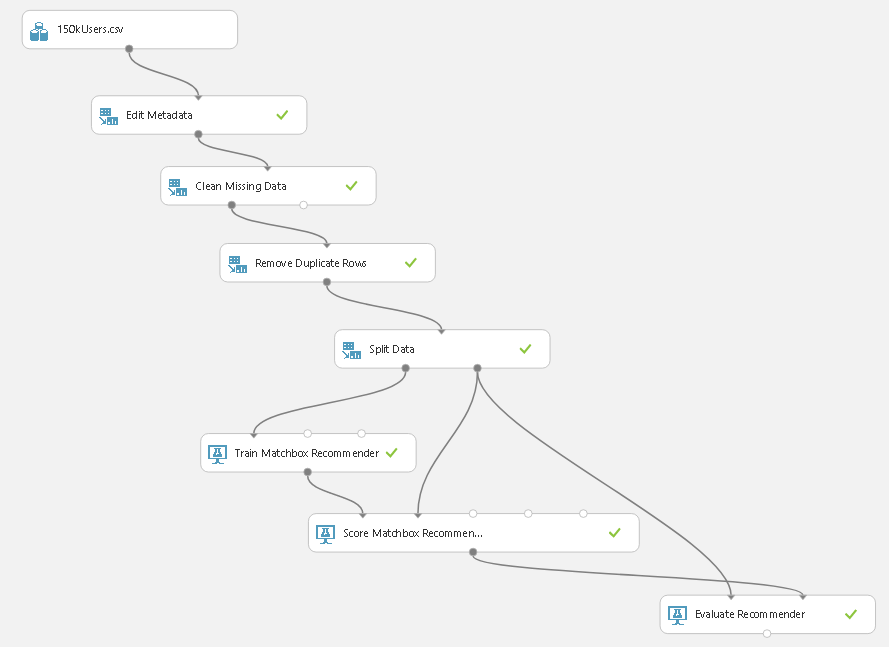 150kUsers.csv
Edit Metadata
Clean Missing Data
Remove Duplicate Rows
Split Data
Train Matchbox Recommender
Score Matchbox Recommen...
Evaluate Recommender